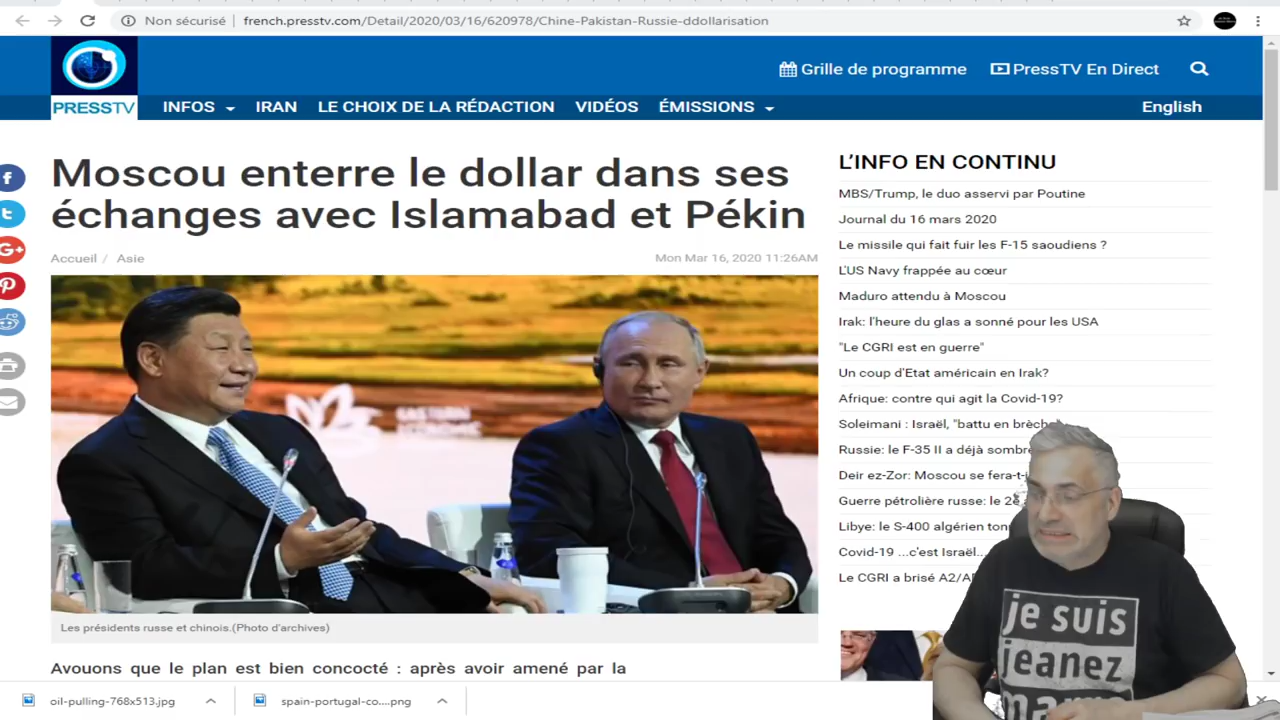 Non sécurisé
french.presstv.com/Detail/2020/03/16/620978/Chine-Pakistan-Russie-ddollarisation
Grille de programme
PressTV En Direct
PRESSTV
INFOS
IRAN
LE CHOIX DE LA RÉDACTION
VIDÉOS
ÉMISSIONS
English
Moscou enterre le dollar dans ses
échanges avec Islamabad et Pékin
Accueil / Asie
Mon Mar 16, 2020 11:26AM
EASTERN
ECONOMIC
Les présidents russe et chinois.(Photo d'archives)
Avouons que le plan est bien concocté : après avoir amené par la
L'INFO EN CONTINU
MBS/Trump, le duo asservi par Poutine
Journal du 16 mars 2020
Le missile qui fait fuir les F-15 saoudiens ?
L'US Navy frappée au cœur
Maduro attendu à Moscou
Irak: l'heure du glas a sonné pour les USA
"Le CGRI est en guerre"
Un coup d'Etat américain en Irak?
Afrique: contre qui agit la Covid-19?
Soleimani : Israël, "battu en brèche"
Russie: le F-35 II a déjà sombré
Deir ez-Zor: Moscou se fera-t-
Guerre pétrolière russe: le 2e
Libye: le S-400 algérien
Covid-19 ...c'est Israël...
Le CGRI a brisé
je suis
jeanez
oil-pulling-768x513.jpg
spain-portugal-co....png